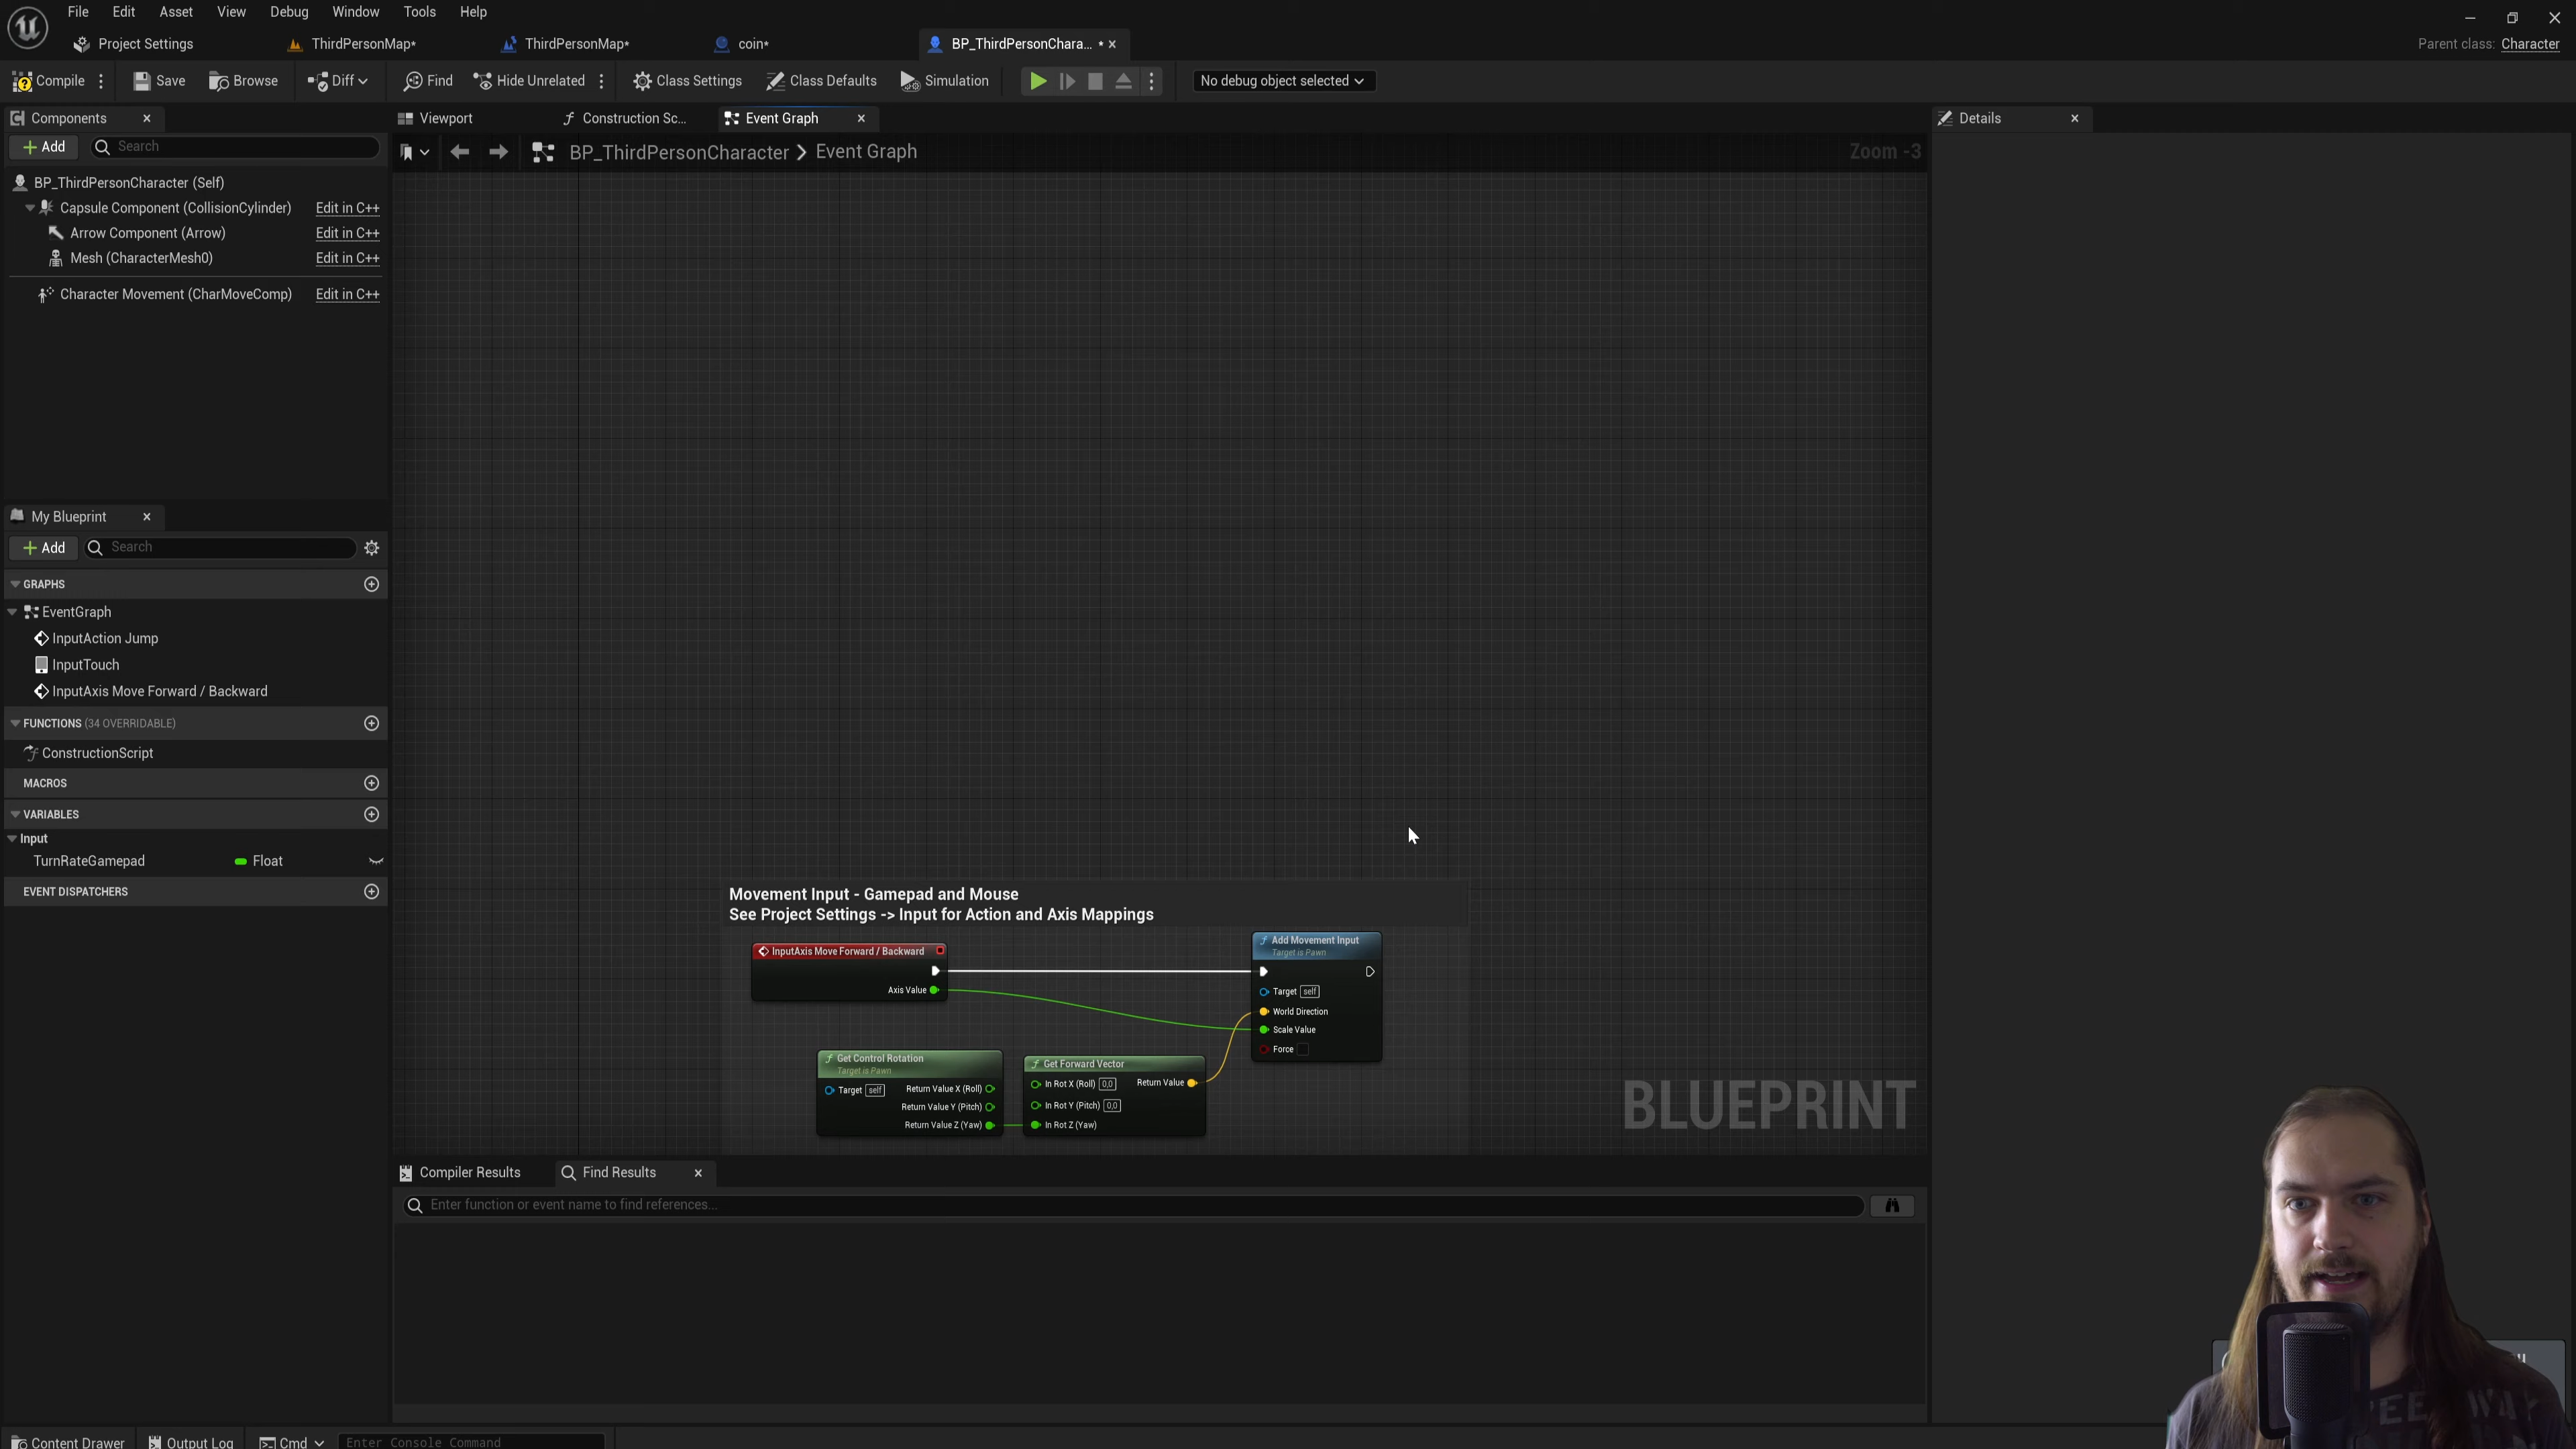 File Edit Asset View Debug Window Tools Help
Project Settings ThirdPersonMap* ThirdPersonMap* coin* BP_ThirdPersonChara... * Parent class: Character
Compile Save Browse Diff Find Hide Unrelated Class Settings Class Defaults Simulation No debug object selected
Components
Add Search
BP_ThirdPersonCharacter (Self)
Capsule Component (CollisionCylinder) Edit in C++
Arrow Component (Arrow) Edit in C++
Mesh (CharacterMesh0) Edit in C++
Character Movement (CharMoveComp) Edit in C++
My Blueprint
Add Search
GRAPHS
EventGraph
InputAction Jump
InputTouch
InputAxis Move Forward / Backward
FUNCTIONS (34 OVERRIDABLE)
ConstructionScript
MACROS
VARIABLES
Input
TurnRateGamepad Float
EVENT DISPATCHERS
Viewport Construction Sc... Event Graph
BP_ThirdPersonCharacter > Event Graph Zoom -3
Movement Input - Gamepad and Mouse
See Project Settings -> Input for Action and Axis Mappings
InputAxis Move Forward / Backward
Axis Value
Get Control Rotation
Target is Pawn
Target self Return Value X (Roll)
Return Value Y (Pitch)
Return Value Z (Yaw)
Get Forward Vector
In Rot X (Roll) 0,0 Return Value
In Rot Y (Pitch) 0,0
In Rot Z (Yaw)
Add Movement Input
Target is Pawn
Target self
World Direction
Scale Value
Force
BLUEPRINT
Compiler Results Find Results
Enter function or event name to find references...
Details
Content Drawer Output Log Cmd Enter Console Command